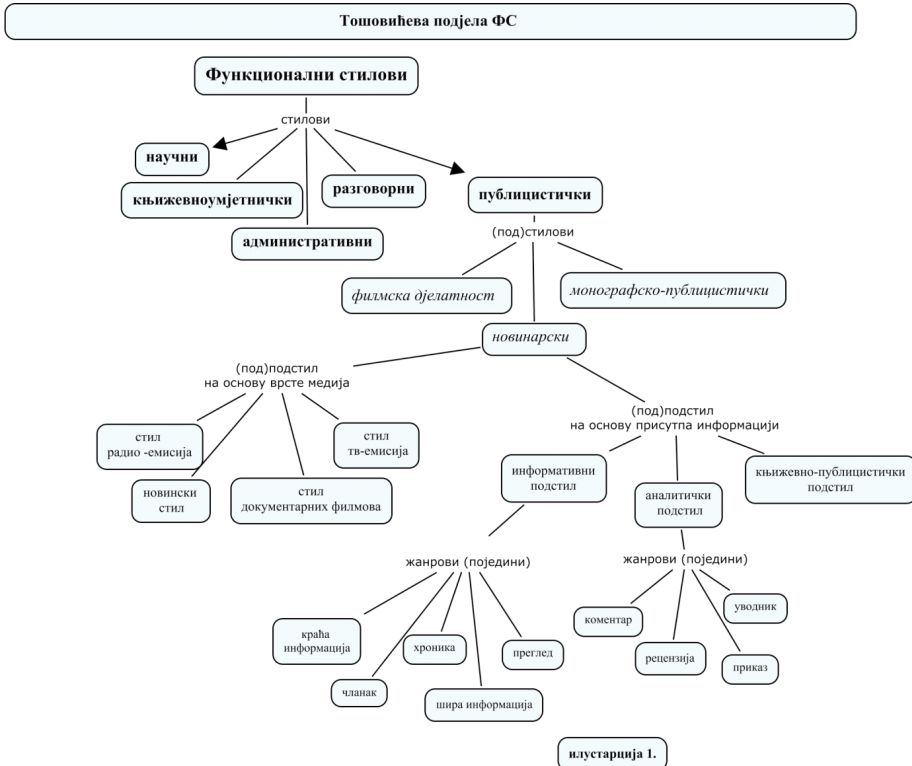 Тошовићева подјела ФС
Функционални стилови
стилови
научни
књижевноумјетнички
административни
разговорни
публицистички
(под)стилови
филмска дјелатност
новинарски
монографско-публицистички
(под)подстил
на основу врсте медија
стил
радио -емисија
новински
стил
стил
документарних филмова
стил
тв-емисија
(под)подстил
на основу присутпа информацији
информативни
подстил
аналитички
подстил
књижевно-публицистички
подстил
жанрови (поједини)
краћа
информација
чланак
хроника
шира информација
преглед
жанрови (поједини)
коментар
рецензија
приказ
уводник
илустарција 1.